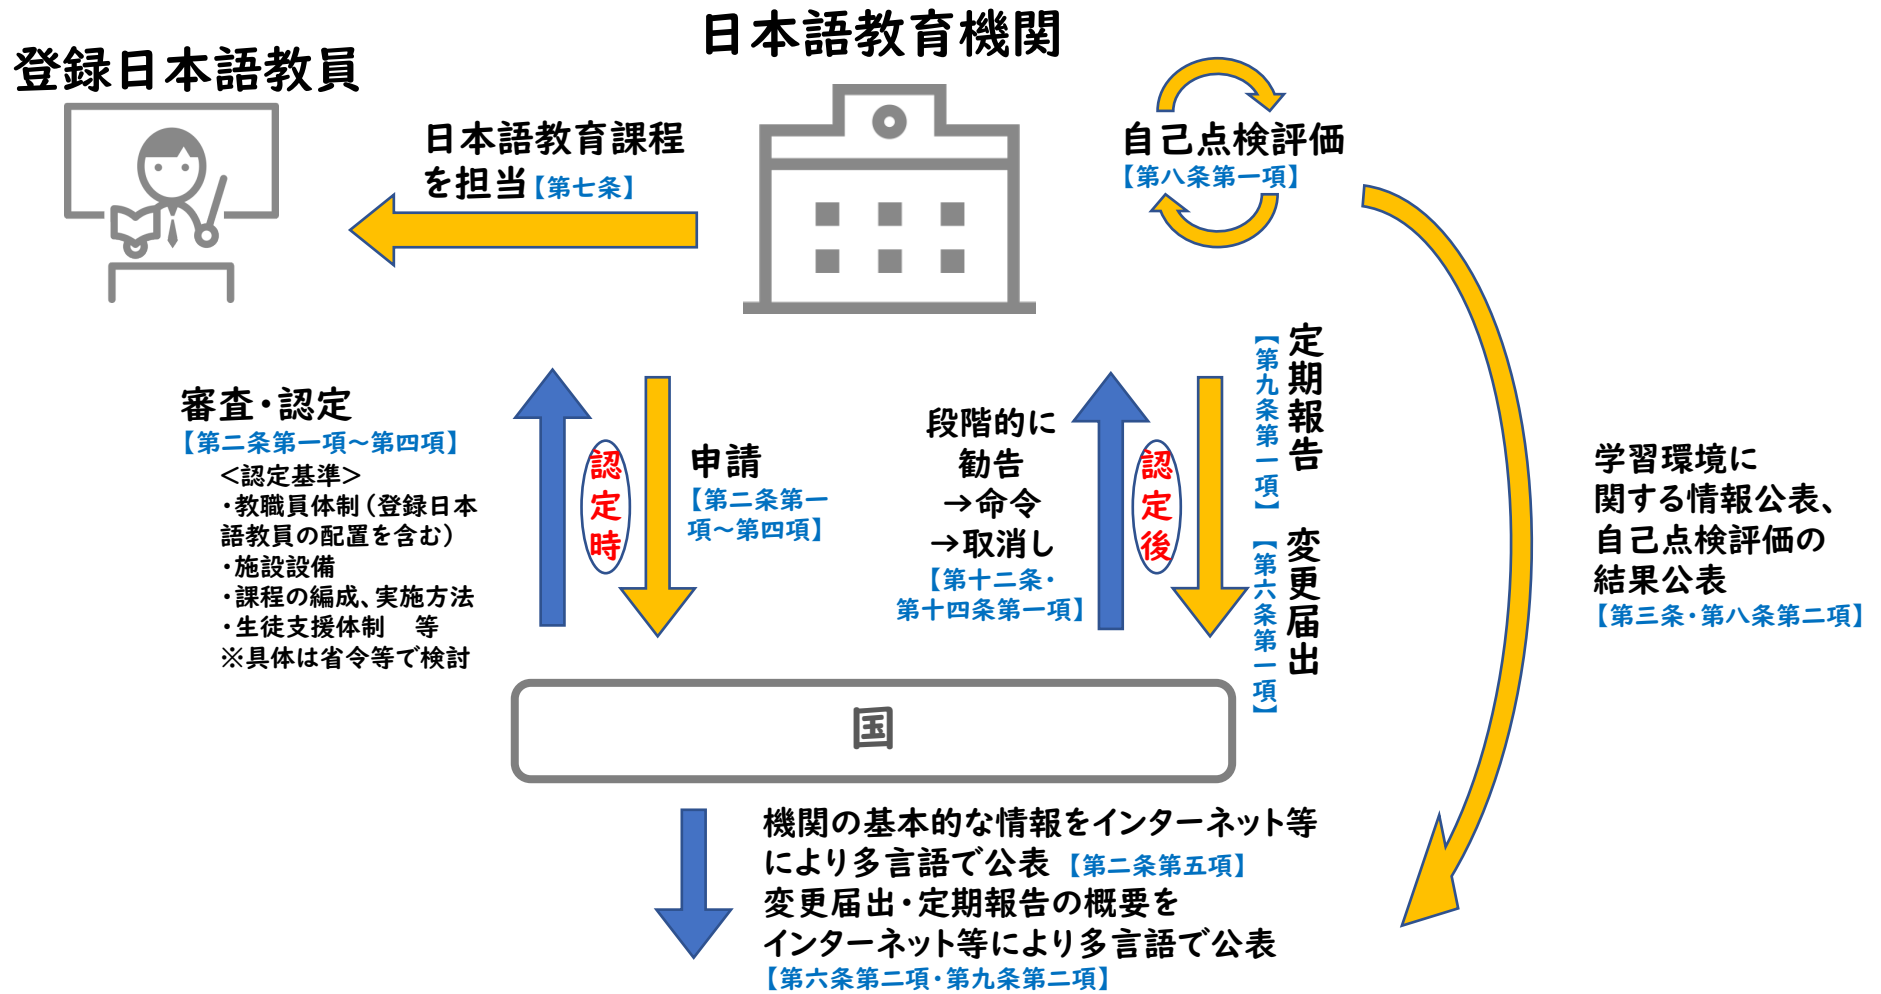 日本語教育機関
登録日本語教員
日本語教育課程
を担当【第七条】
自己点検評価
【第八条第一項】
審査・認定
【第二条第一項～第四項】
<認定基準>
・教職員体制（登録日本
語教員の配置を含む）
・施設設備
・課程の編成、実施方法
・生徒支援体制　等
※具体は省令等で検討
認定時
申請
【第二条第一
項～第四項】
段階的に
勧告
→命令
→取消し
【第十二条・
第十四条第一項】
認定後
定期報告
【第九条第一項】
変更届出
【第六条第一項】
学習環境に
関する情報公表、
自己点検評価の
結果公表
【第三条・第八条第二項】
国
機関の基本的な情報をインターネット等
により多言語で公表【第二条第五項】
変更届出・定期報告の概要を
インターネット等により多言語で公表
【第六条第二項・第九条第二項】